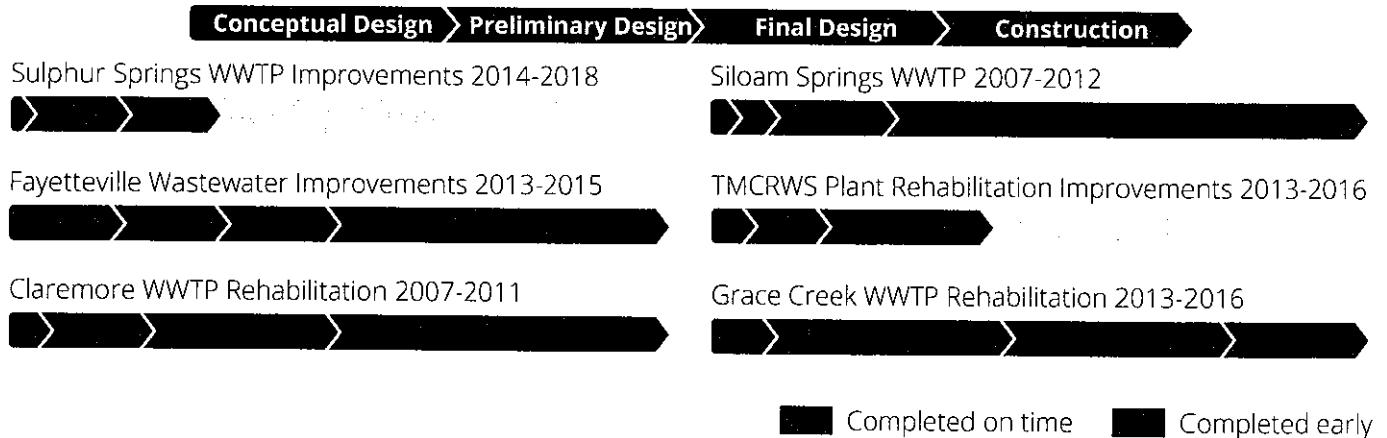 Conceptual Design Preliminary Design Final Design Construction
Sulphur Springs WWTP Improvements 2014-2018
Siloam Springs WWTP 2007-2012
Fayetteville Wastewater Improvements 2013-2015
TMCRWS Plant Rehabilitation Improvements 2013-2016
Claremore WWTP Rehabilitation 2007-2011
Grace Creek WWTP Rehabilitation 2013-2016
Completed on time Completed early